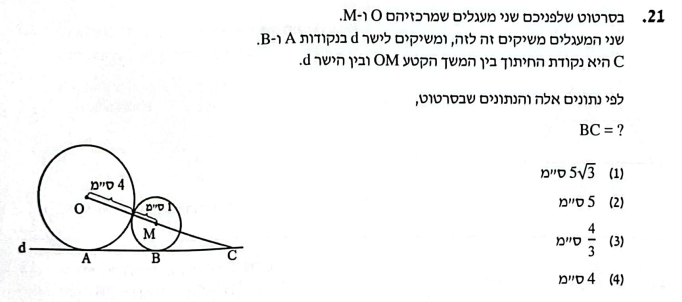 21. בסרטוט שלפניכם שני מעגלים שמרכזיהם O ו-M.
שני המעגלים משיקים זה לזה, ומשיקים לישר d בנקודות A ו-B.
C היא נקודת החיתוך בין המשך הקטע OM ובין הישר d.
לפי נתונים אלה והנתונים שבסרטוט,
BC = ?
(1) 5√3 ס"מ
(2) 5 ס"מ
(3) 4/3 ס"מ
(4) 4 ס"מ
4 ס"מ
1 ס"מ
O
M
d
A
B
C